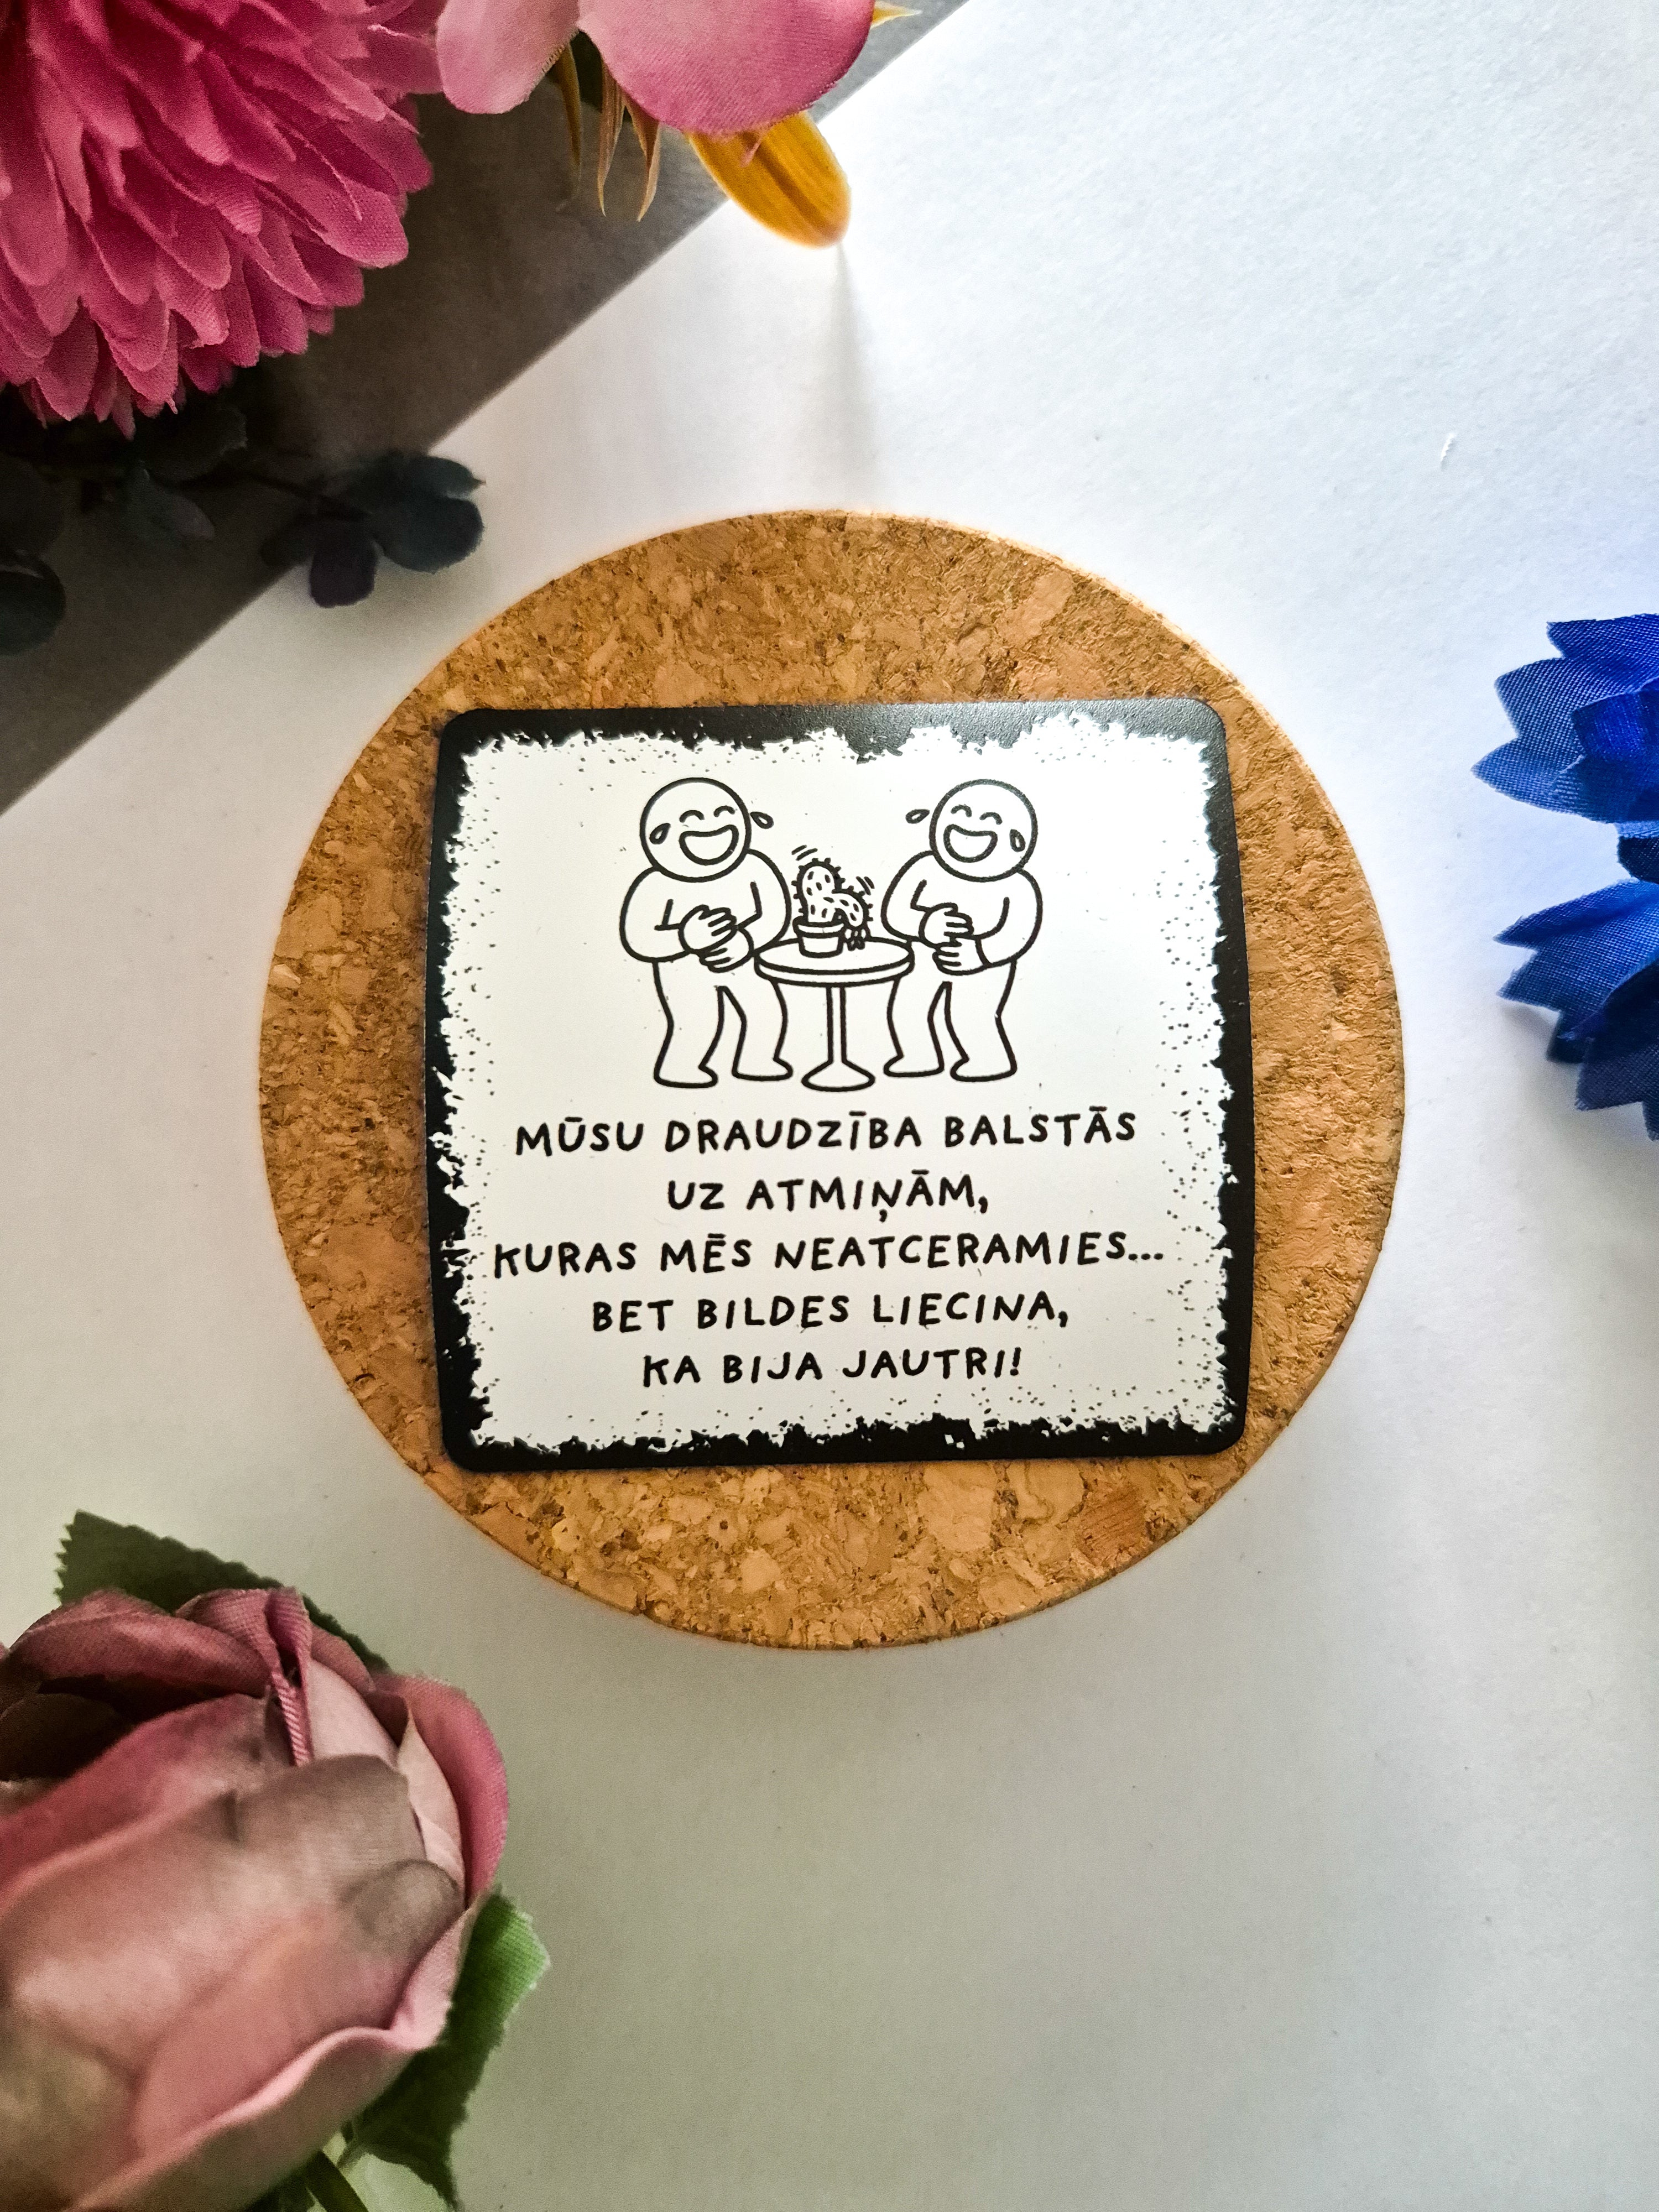 MŪSU DRAUDZĪBA BALSTĀS
UZ ATMIŅĀM,
KURAS MĒS NEATCERAMIES...
BET BILDES LIECINA,
KA BIJA JAUTRI!